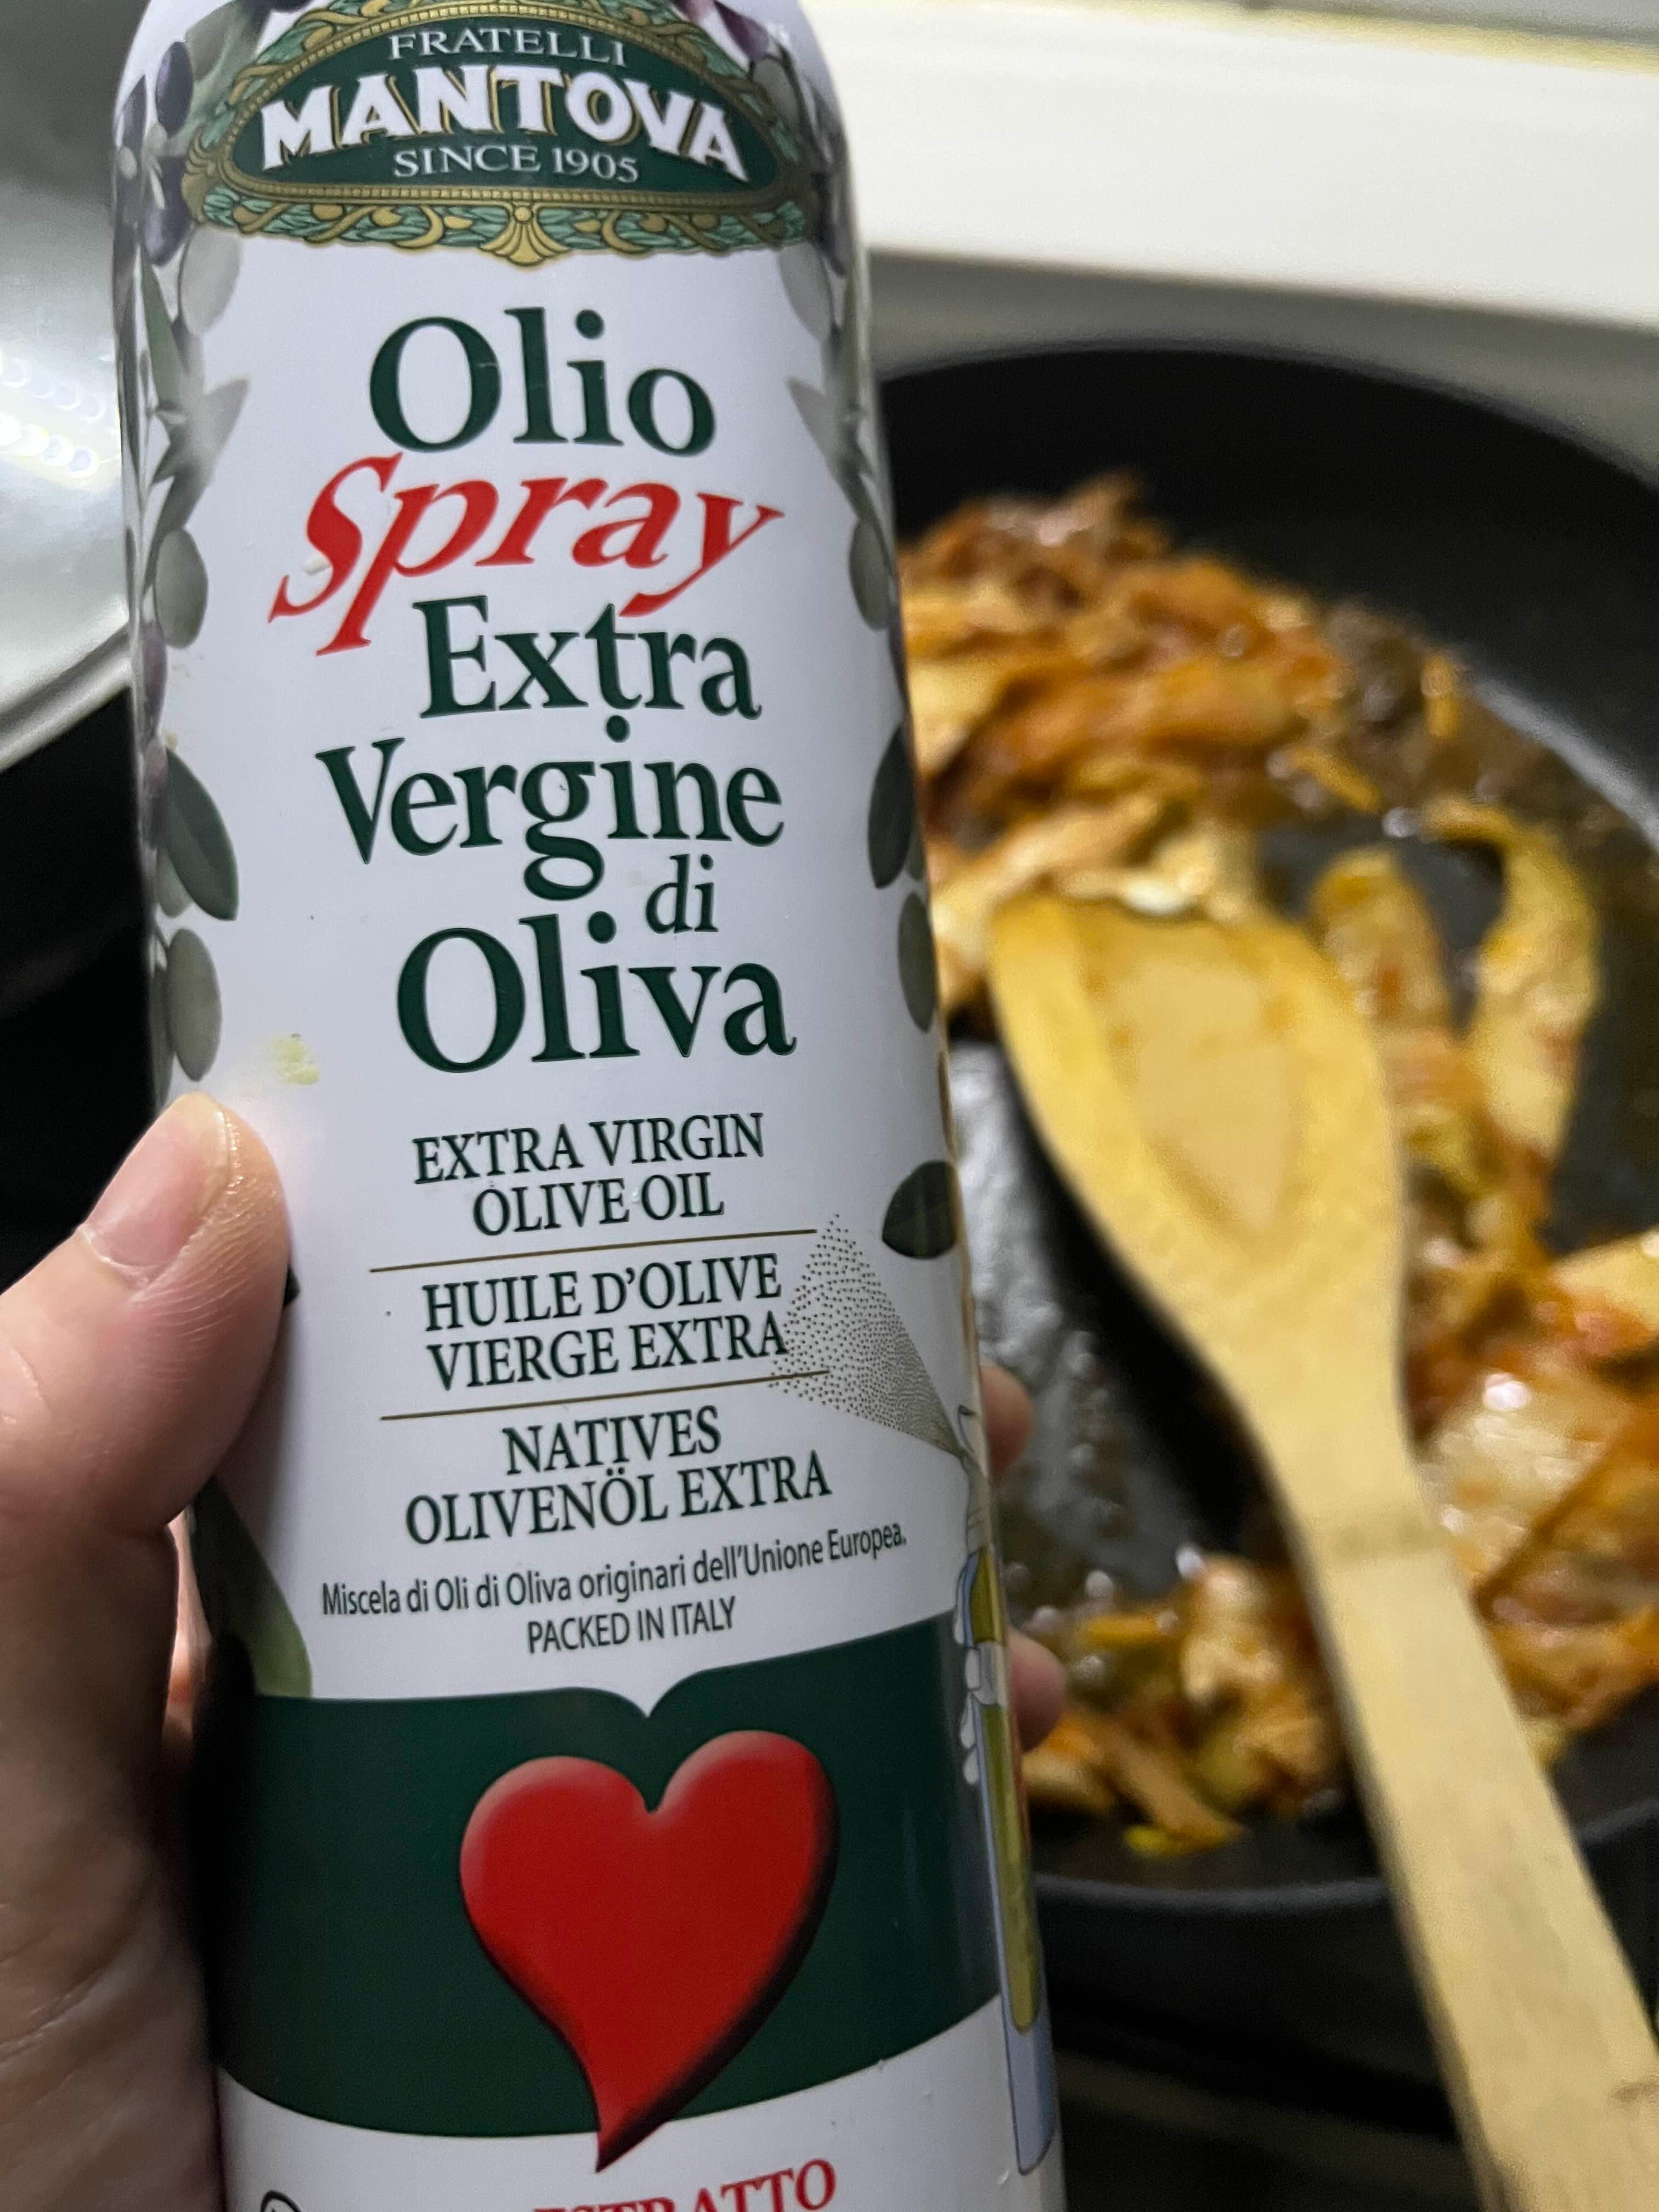 FRATELLI
MANTOVA
SINCE 1905
Olio
Spray
Extra
Vergine
di
Oliva
EXTRA VIRGIN
OLIVE OIL
HUILE D'OLIVE
VIERGE EXTRA
NATIVES
OLIVENÖL EXTRA
Miscela di Oli di Oliva originari dell'Unione Europea.
PACKED IN ITALY
ESTRATTO